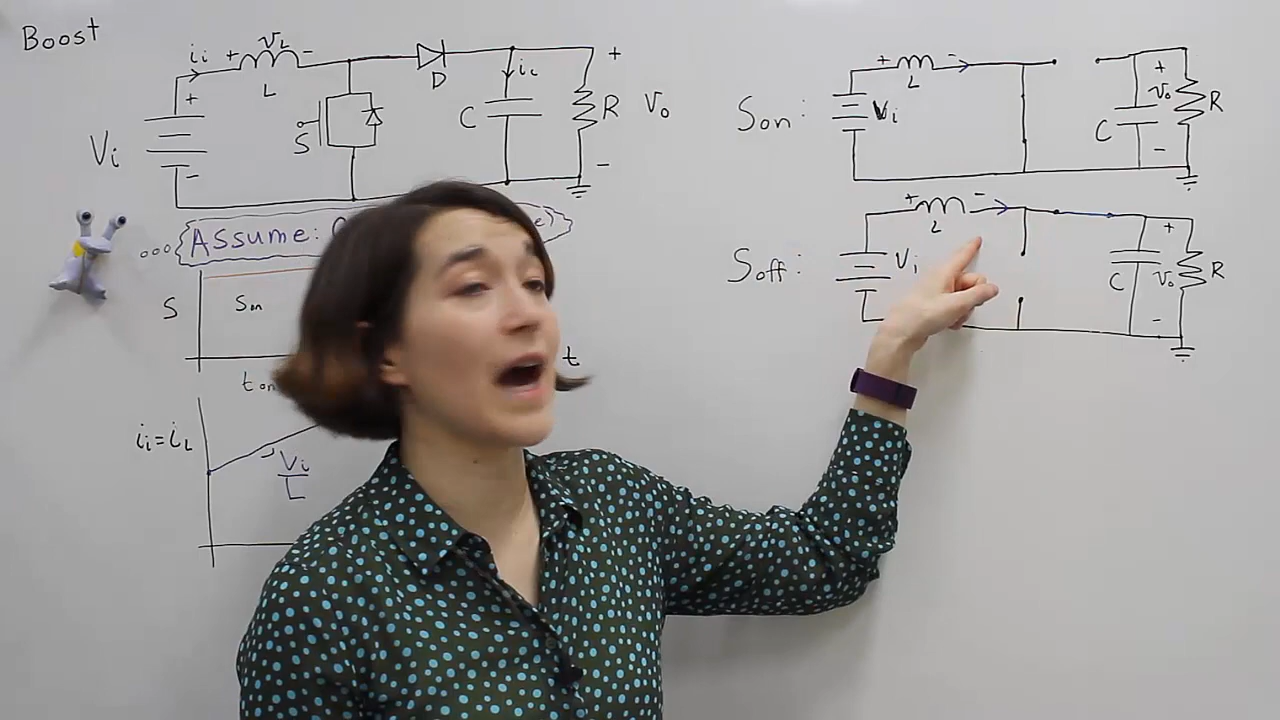 Boost
i_i + v_L -
L
D
i_c
+
+
V_i
S
C
R
V_o
-
-
...Assume:
S
S_on
t_on
t
i_i=i_L
V_i
L
S_on:
+ -
L
V_i
C
+
v_o
-
R
S_off:
+ -
L
V_i
C
+
v_o
-
R